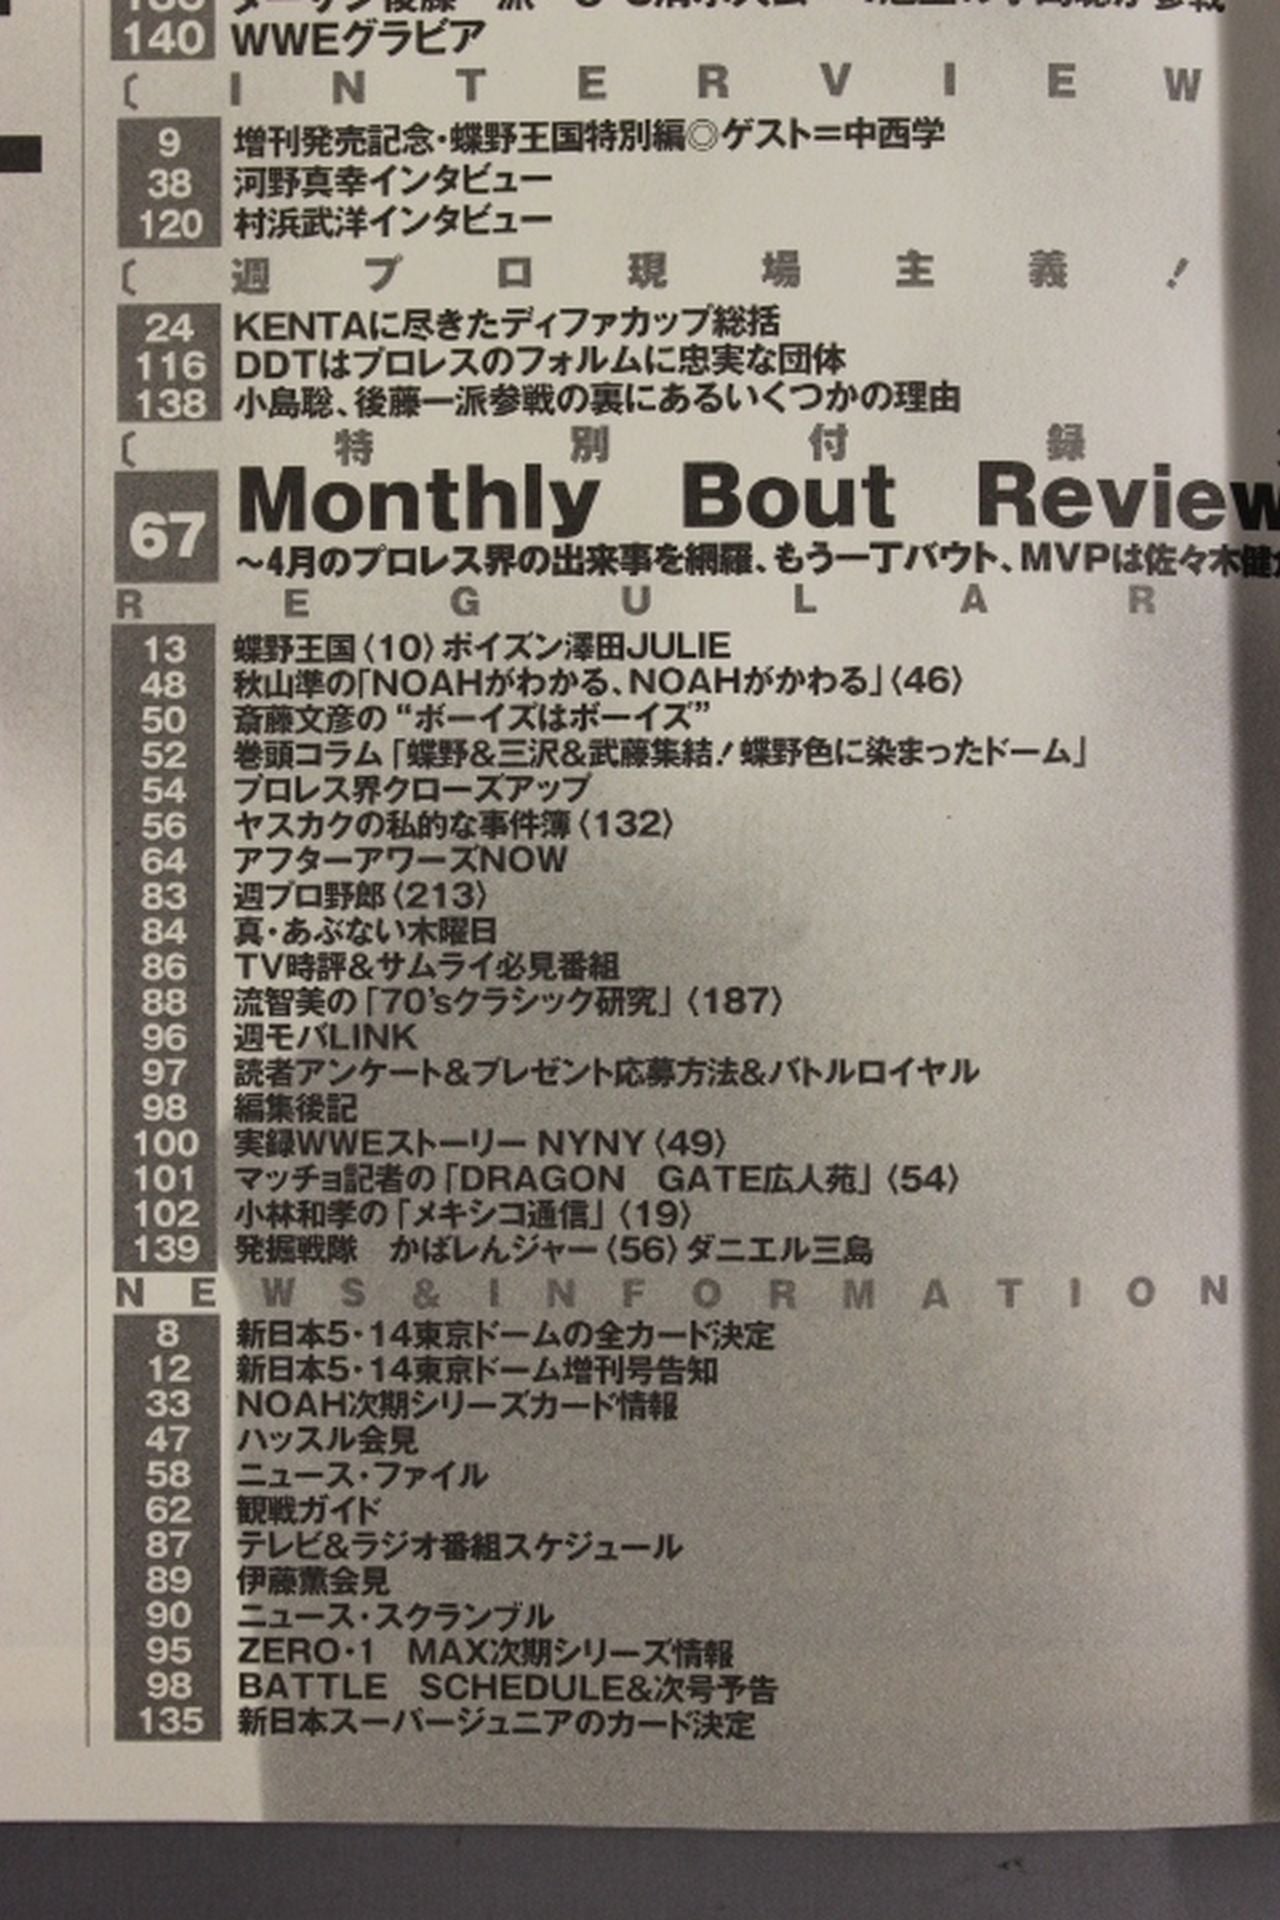 140 WWEグラビア
〔 I N T E R V I E W
9 増刊発売記念・蝶野王国特別編◎ゲスト＝中西学
38 河野真幸インタビュー
120 村浜武洋インタビュー
〔 週 プ ロ 現 場 主 義 !
24 KENTAに尽きたディファカップ総括
116 DDTはプロレスのフォルムに忠実な団体
138 小島聡、後藤一派参戦の裏にあるいくつかの理由
〔 特 別 付 録
67 Monthly Bout Review
～4月のプロレス界の出来事を網羅、もう一丁バウト、MVPは佐々木健
R E G U L A R
13 蝶野王国〈10〉ポイズン澤田JULIE
48 秋山準の「NOAHがわかる、NOAHがかわる」〈46〉
50 斎藤文彦の“ボーイズはボーイズ”
52 巻頭コラム「蝶野&三沢&武藤集結!蝶野色に染まったドーム」
54 プロレス界クローズアップ
56 ヤスカクの私的な事件簿〈132〉
64 アフターアワーズNOW
83 週プロ野郎〈213〉
84 真・あぶない木曜日
86 TV時評&サムライ必見番組
88 流智美の「70'sクラシック研究」〈187〉
96 週モバLINK
97 読者アンケート&プレゼント応募方法&バトルロイヤル
98 編集後記
100 実録WWEストーリー NYNY〈49〉
101 マッチョ記者の「DRAGON GATE広人苑」〈54〉
102 小林和孝の「メキシコ通信」〈19〉
139 発掘戦隊 かばレんジャー〈56〉ダニエル三島
N E W S & I N F O R M A T I O N
8 新日本5・14東京ドームの全カード決定
12 新日本5・14東京ドーム増刊号告知
33 NOAH次期シリーズカード情報
47 ハッスル会見
58 ニュース・ファイル
62 観戦ガイド
87 テレビ&ラジオ番組スケジュール
89 伊藤薫会見
90 ニュース・スクランブル
95 ZERO・1 MAX次期シリーズ情報
98 BATTLE SCHEDULE&次号予告
135 新日本スーパージュニアのカード決定